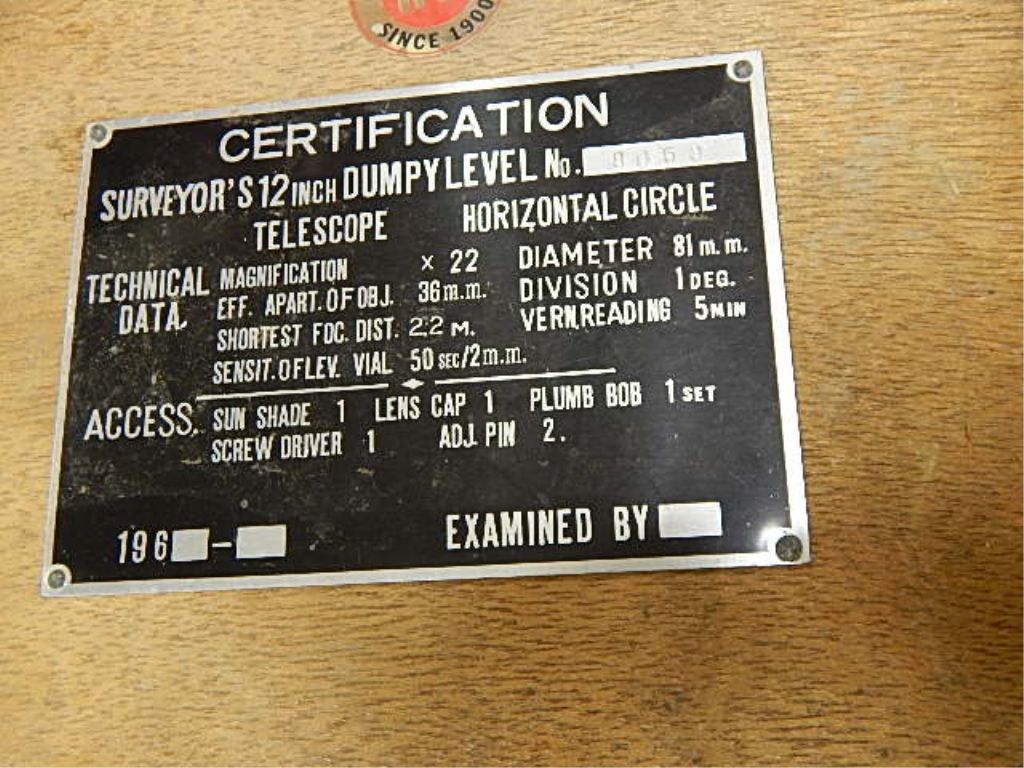 SINCE 1900
CERTIFICATION
SURVEYOR'S 12 INCH DUMPY LEVEL No.
TELESCOPE HORIZONTAL CIRCLE
TECHNICAL DATA.
MAGNIFICATION × 22 DIAMETER 81 m.m.
EFF. APART. OF OBJ. 36 m.m. DIVISION 1 DEG.
SHORTEST FOC. DIST. 2.2 M. VERN. READING 5 MIN
SENSIT. OF LEV. VIAL 50 SEC/2 m.m.
ACCESS. SUN SHADE 1 LENS CAP 1 PLUMB BOB 1 SET
SCREW DRIVER 1 ADJ. PIN 2.
196 - EXAMINED BY